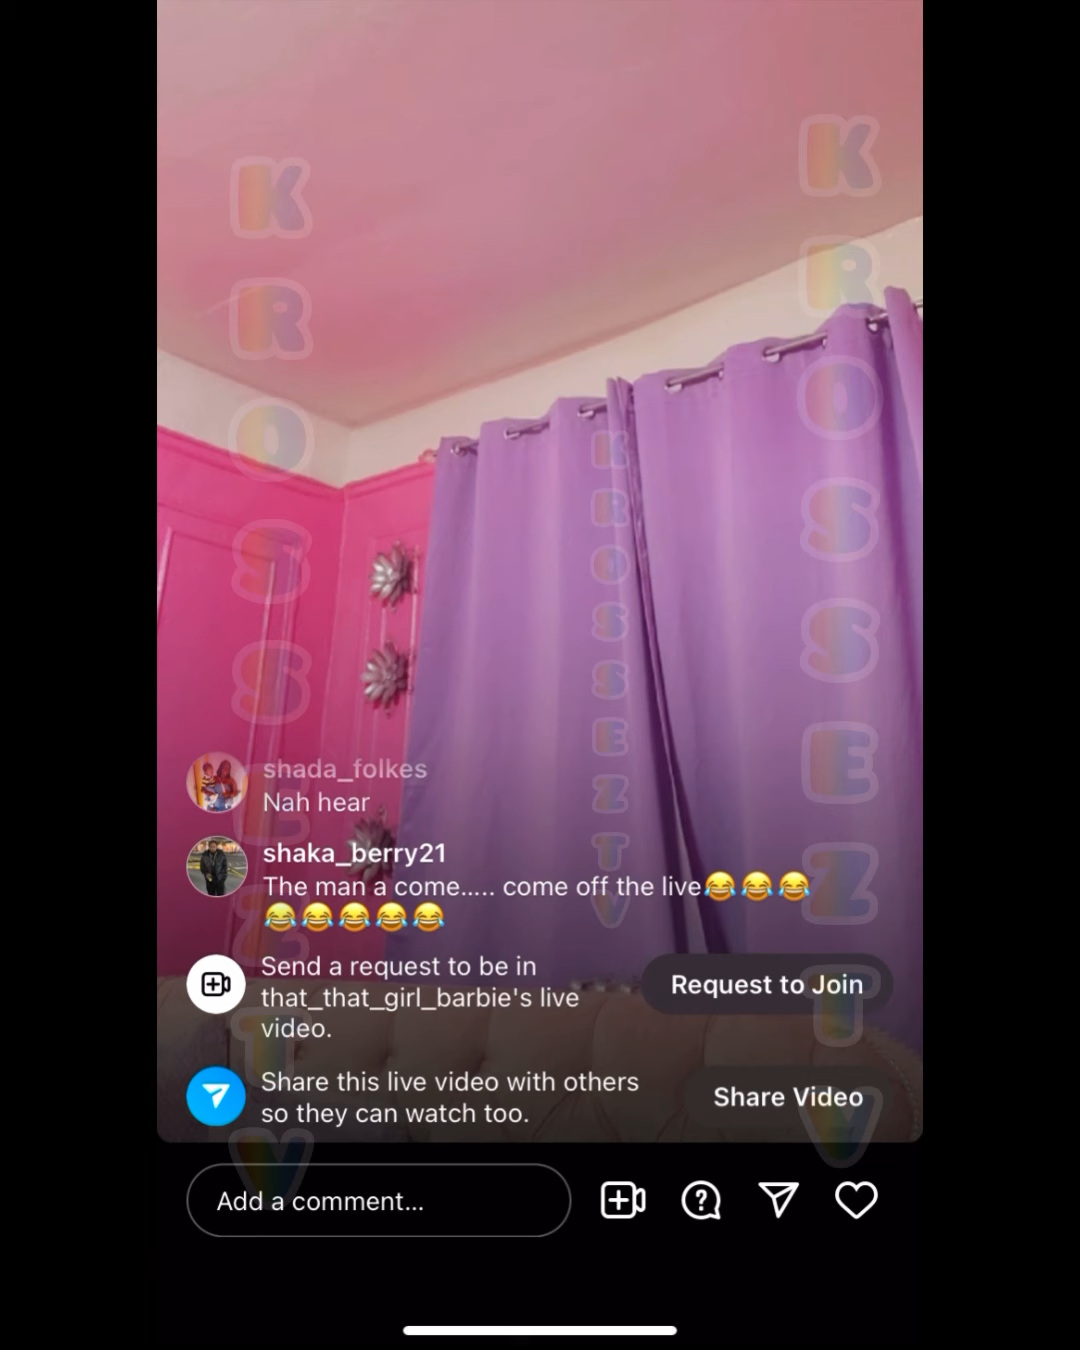 KROSSEZTV
KROSSEZTV
KROSSEZTV
shada_folkes
Nah hear
shaka_berry21
The man a come..... come off the live😂😂😂
😂😂😂😂😂
Send a request to be in
that_that_girl_barbie's live
video.
Request to Join
Share this live video with others
so they can watch too.
Share Video
Add a comment...